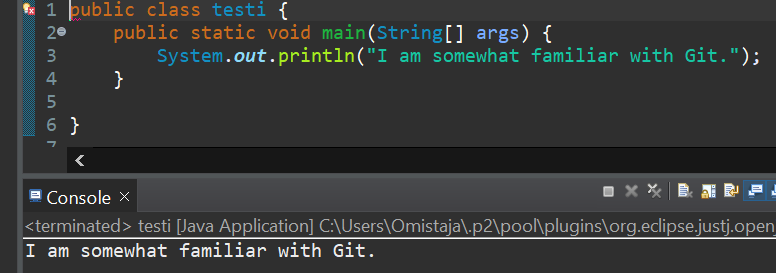 1 public class testi {
2 public static void main(String[] args) {
3 System.out.println("I am somewhat familiar with Git.");
4 }
5
6 }
7
Console
<terminated> testi [Java Application] C:\Users\Omistaja\.p2\pool\plugins\org.eclipse.justj.open
I am somewhat familiar with Git.